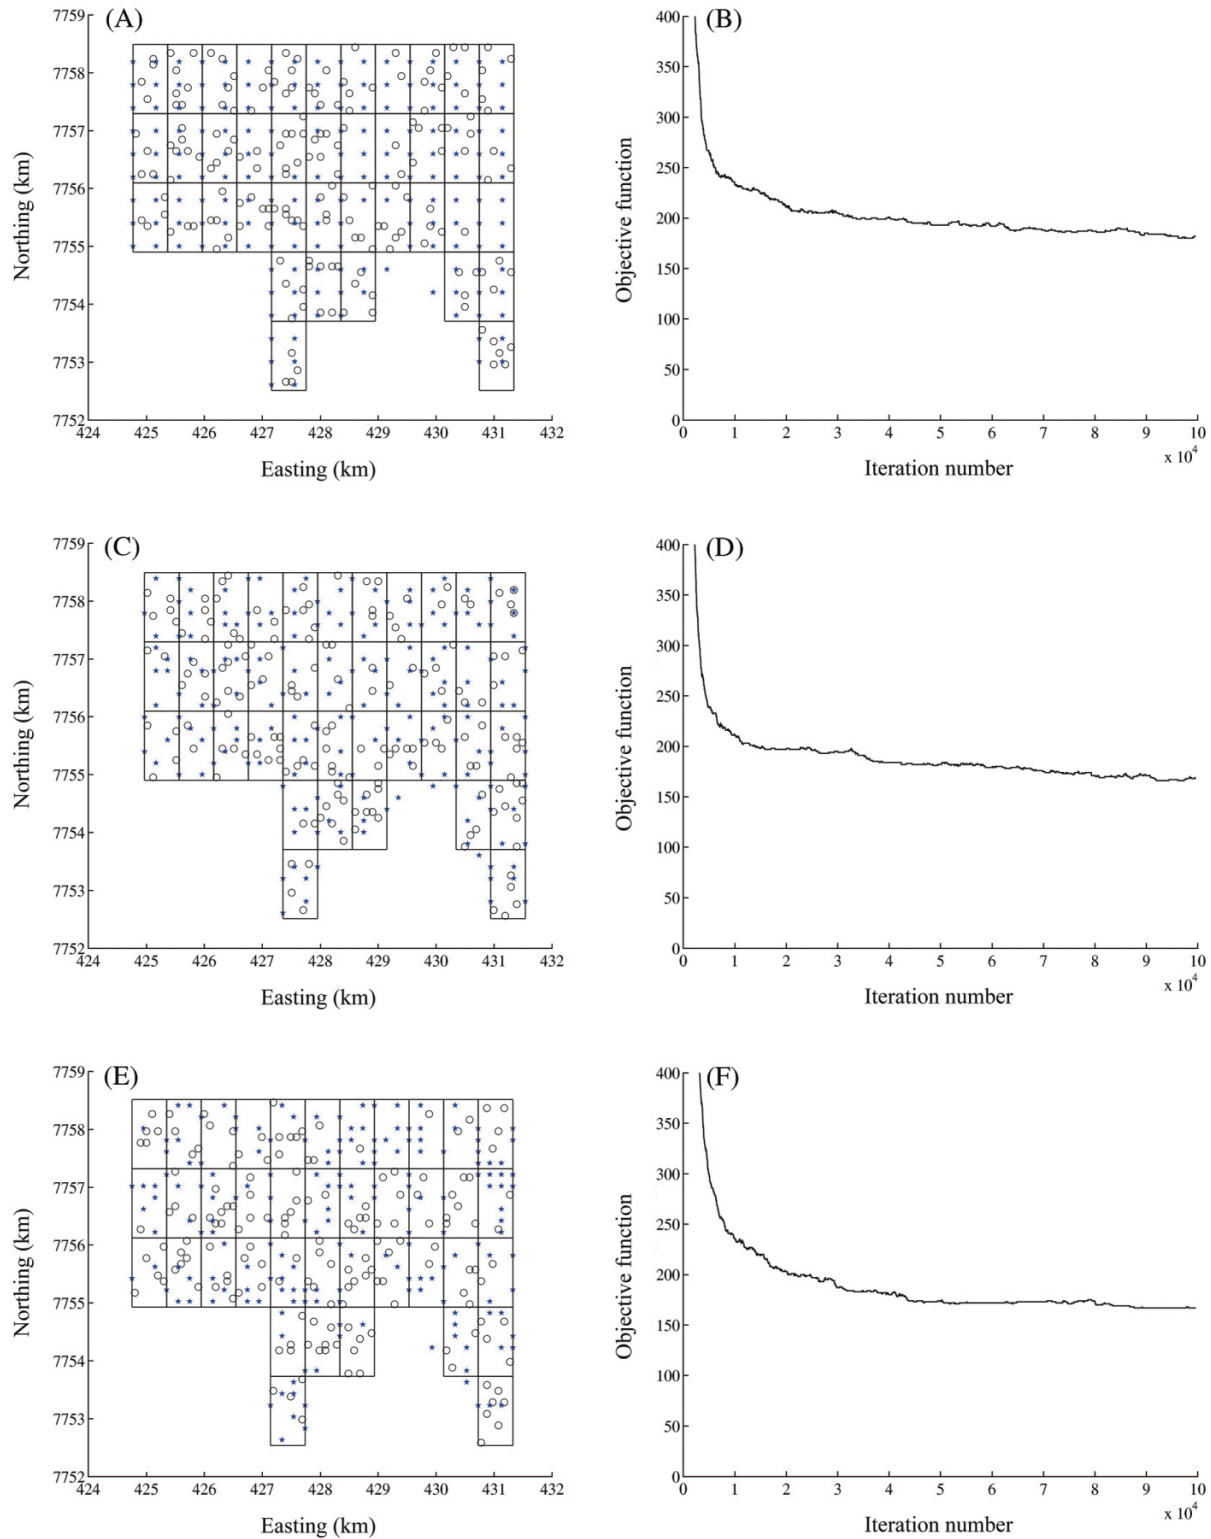 (A)
7759
7758
7757
7756
7755
7754
7753
7752
424 425 426 427 428 429 430 431 432
Northing (km)
Easting (km)
(B)
400
350
300
250
200
150
100
50
0
0 1 2 3 4 5 6 7 8 9 10
x 10^4
Objective function
Iteration number
(C)
7759
7758
7757
7756
7755
7754
7753
7752
424 425 426 427 428 429 430 431 432
Northing (km)
Easting (km)
(D)
400
350
300
250
200
150
100
50
0
0 1 2 3 4 5 6 7 8 9 10
x 10^4
Objective function
Iteration number
(E)
7759
7758
7757
7756
7755
7754
7753
7752
424 425 426 427 428 429 430 431 432
Northing (km)
Easting (km)
(F)
400
350
300
250
200
150
100
50
0
0 1 2 3 4 5 6 7 8 9 10
x 10^4
Objective function
Iteration number